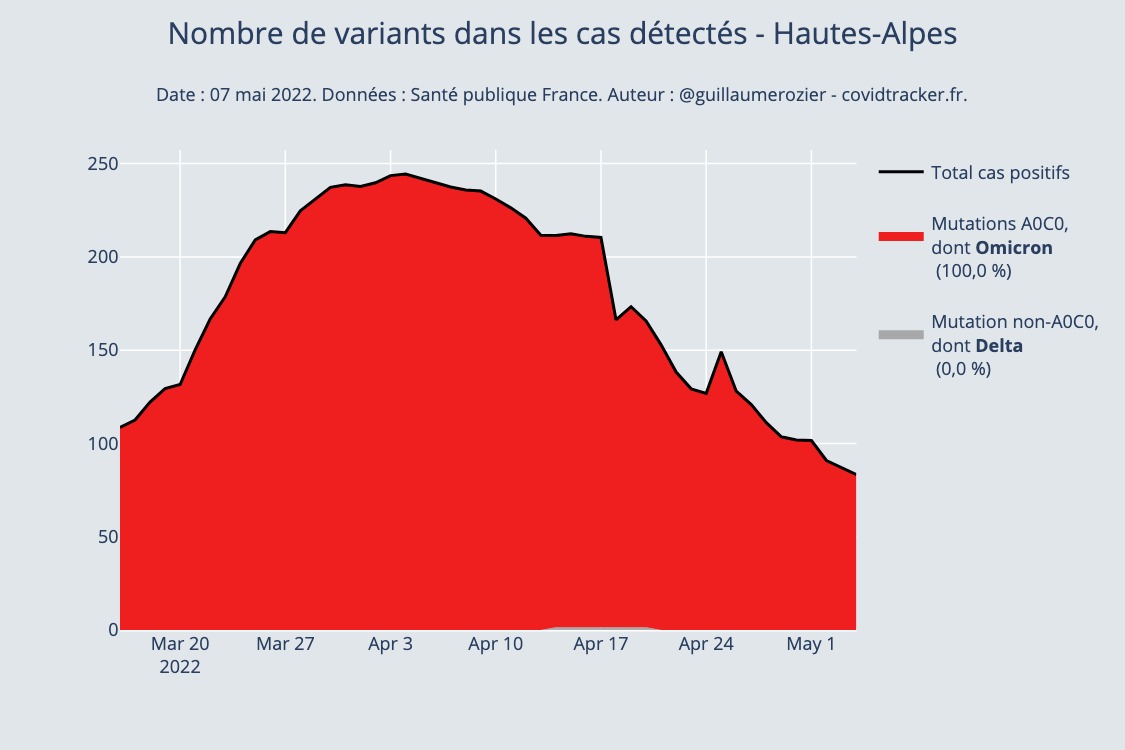 Nombre de variants dans les cas détectés - Hautes-Alpes
Date : 07 mai 2022. Données : Santé publique France. Auteur : @guillaumerozier - covidtracker.fr.
250
200
150
100
50
0
Mar 20
2022
Mar 27
Apr 3
Apr 10
Apr 17
Apr 24
May 1
Total cas positifs
Mutations A0C0,
dont Omicron
(100,0 %)
Mutation non-A0C0,
dont Delta
(0,0 %)